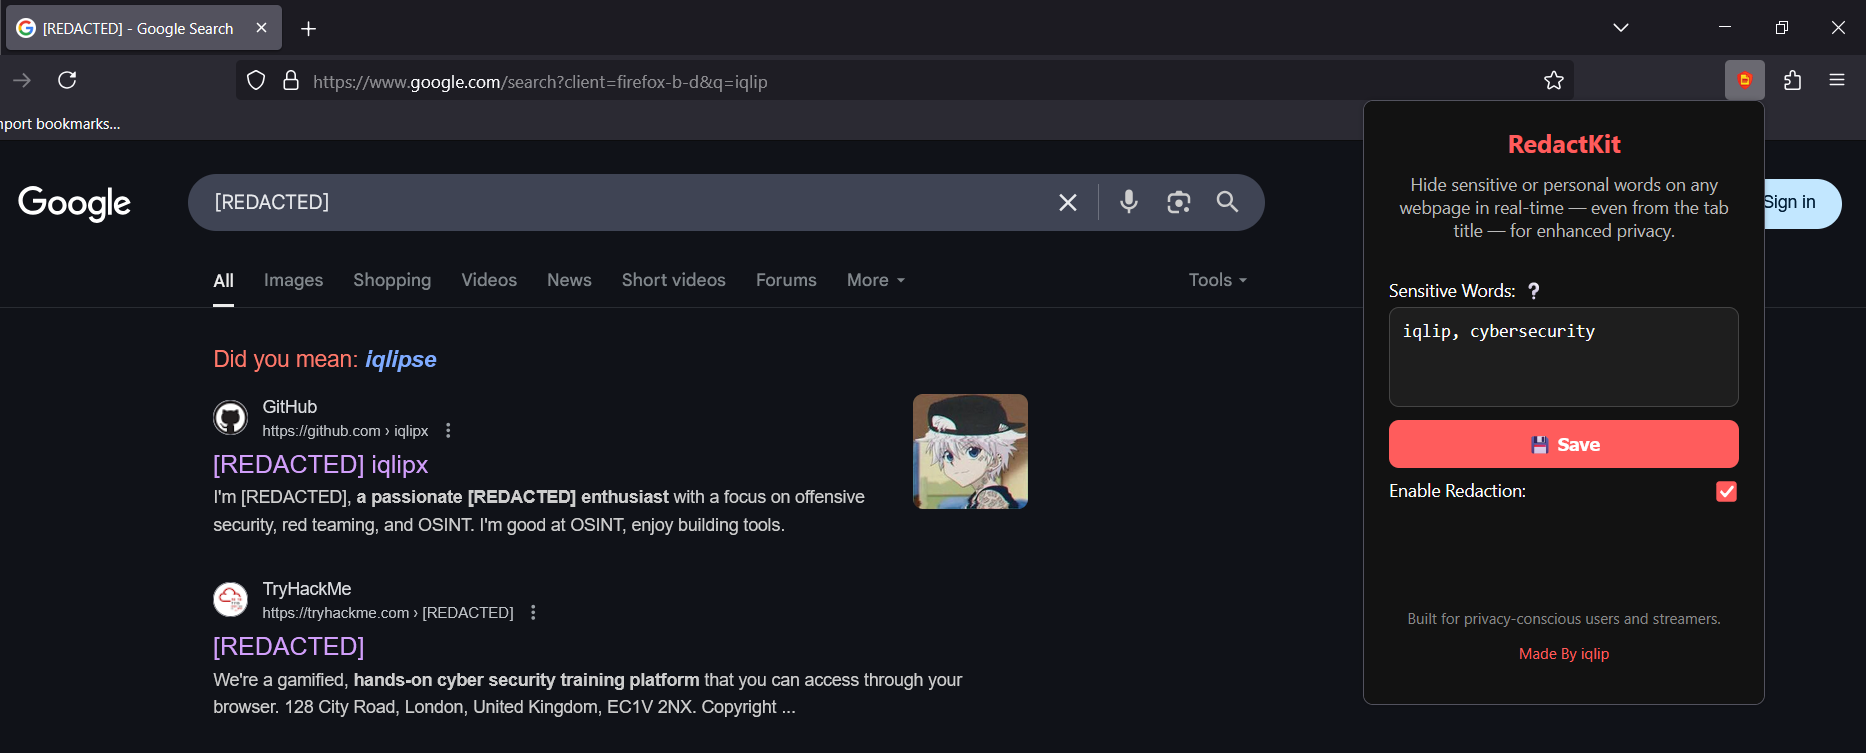 [REDACTED] - Google Search
https://www.google.com/search?client=firefox-b-d&q=iqlip
mport bookmarks...
Google
[REDACTED]
Sign in
All Images Shopping Videos News Short videos Forums More Tools
Did you mean: iqlipse
GitHub
https://github.com › iqlipx
[REDACTED] iqlipx
I'm [REDACTED], a passionate [REDACTED] enthusiast with a focus on offensive
security, red teaming, and OSINT. I'm good at OSINT, enjoy building tools.
TryHackMe
https://tryhackme.com › [REDACTED]
[REDACTED]
We're a gamified, hands-on cyber security training platform that you can access through your
browser. 128 City Road, London, United Kingdom, EC1V 2NX. Copyright ...
RedactKit
Hide sensitive or personal words on any
webpage in real-time — even from the tab
title — for enhanced privacy.
Sensitive Words: ?
iqlip, cybersecurity
Save
Enable Redaction:
Built for privacy-conscious users and streamers.
Made By iqlip